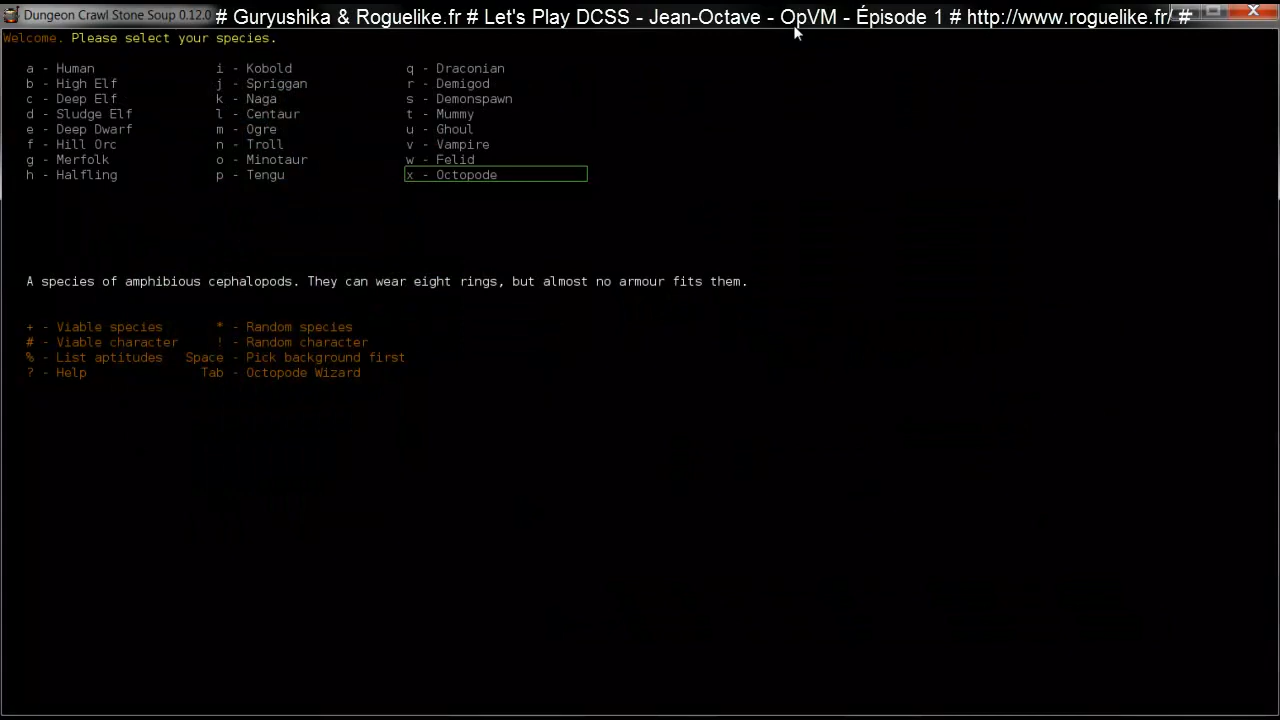 Dungeon Crawl Stone Soup 0.12.0
# Guryushika & Roguelike.fr # Let's Play DCSS - Jean-Octave - OpVM - Épisode 1 # http://www.roguelike.fr/ #
Welcome. Please select your species.
a - Human i - Kobold q - Draconian
b - High Elf j - Spriggan r - Demigod
c - Deep Elf k - Naga s - Demonspawn
d - Sludge Elf l - Centaur t - Mummy
e - Deep Dwarf m - Ogre u - Ghoul
f - Hill Orc n - Troll v - Vampire
g - Merfolk o - Minotaur w - Felid
h - Halfling p - Tengu x - Octopode
A species of amphibious cephalopods. They can wear eight rings, but almost no armour fits them.
+ - Viable species * - Random species
# - Viable character ! - Random character
% - List aptitudes Space - Pick background first
? - Help Tab - Octopode Wizard